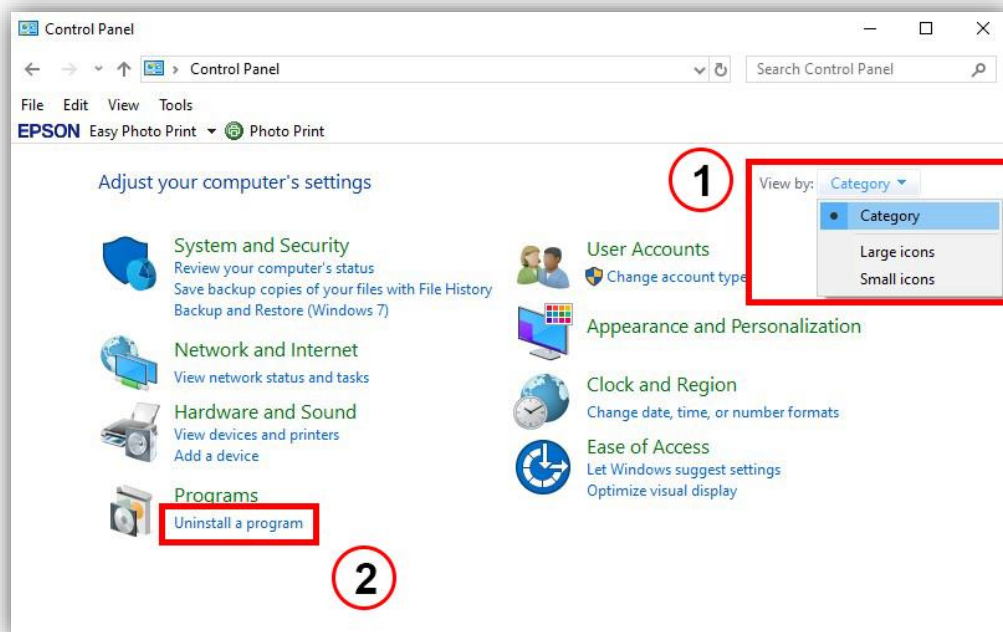 Control Panel
Control Panel
Search Control Panel
File Edit View Tools
EPSON Easy Photo Print Photo Print
Adjust your computer's settings
1
View by: Category
Category
Large icons
Small icons
System and Security
Review your computer's status
Save backup copies of your files with File History
Backup and Restore (Windows 7)
Network and Internet
View network status and tasks
Hardware and Sound
View devices and printers
Add a device
Programs
Uninstall a program
2
User Accounts
Change account type
Appearance and Personalization
Clock and Region
Change date, time, or number formats
Ease of Access
Let Windows suggest settings
Optimize visual display